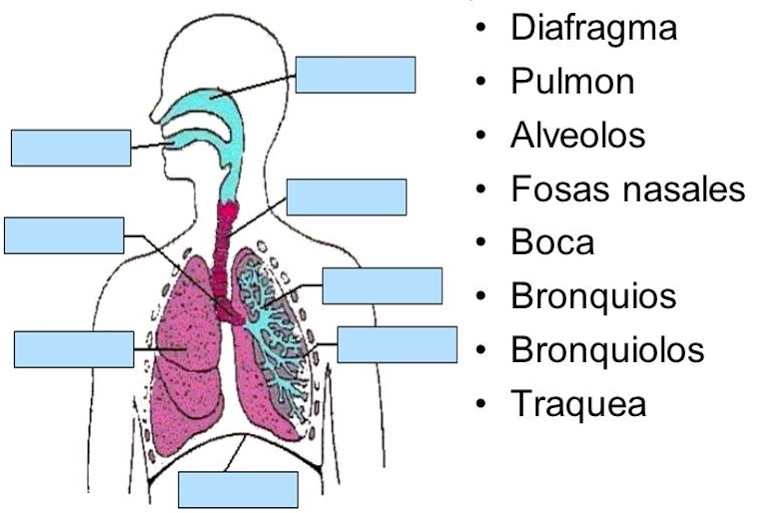 • Diafragma
• Pulmon
• Alveolos
• Fosas nasales
• Boca
• Bronquios
• Bronquiolos
• Traquea